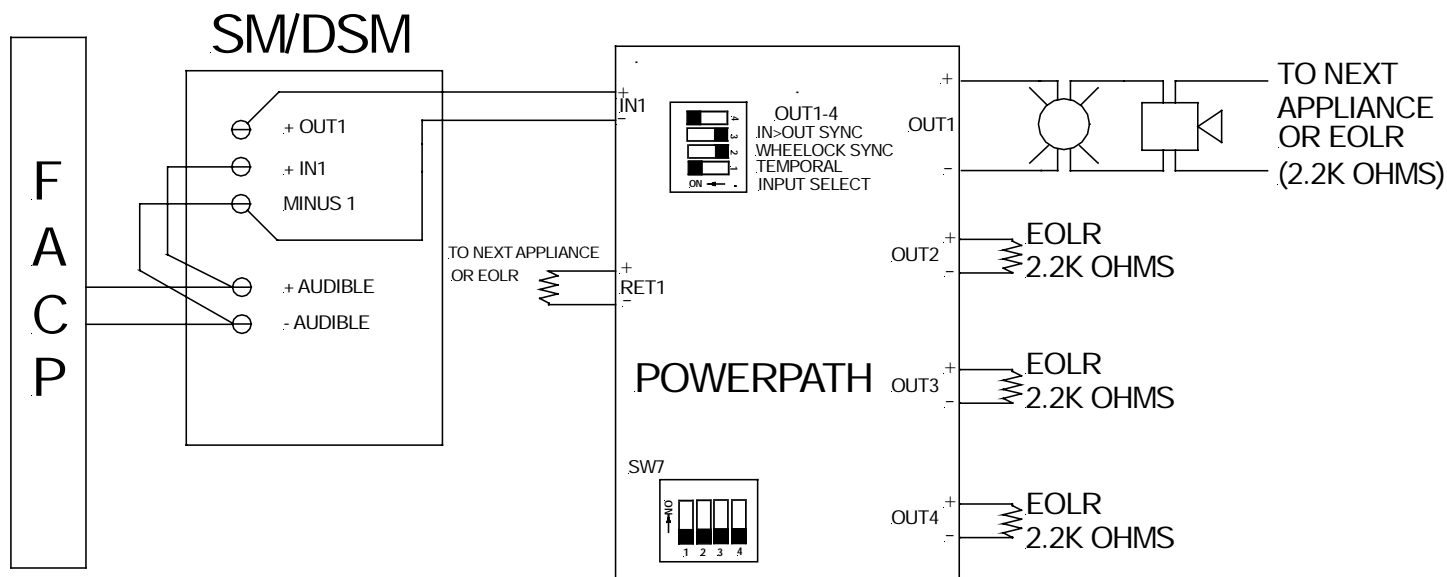 SM/DSM
F
A
C
P
+ OUT1
+ IN1
MINUS 1
+ AUDIBLE
- AUDIBLE
+
IN1
-
4
3
2
1
ON
OUT1-4
IN>OUT SYNC
WHEELOCK SYNC
TEMPORAL
INPUT SELECT
TO NEXT APPLIANCE
OR EOLR
+
RET1
-
POWERPATH
SW7
ON
1 2 3 4
+
OUT1
-
TO NEXT
APPLIANCE
OR EOLR
(2.2K OHMS)
+
OUT2
-
EOLR
2.2K OHMS
+
OUT3
-
EOLR
2.2K OHMS
+
OUT4
-
EOLR
2.2K OHMS